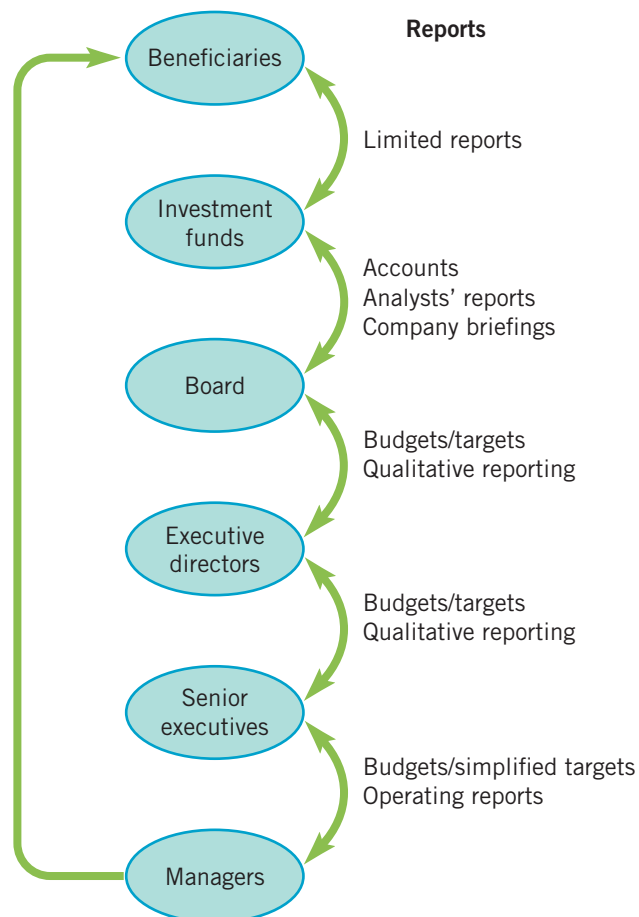 Reports
Beneficiaries
Limited reports
Investment
funds
Accounts
Analysts’ reports
Company briefings
Board
Budgets/targets
Qualitative reporting
Executive
directors
Budgets/targets
Qualitative reporting
Senior
executives
Budgets/simplified targets
Operating reports
Managers